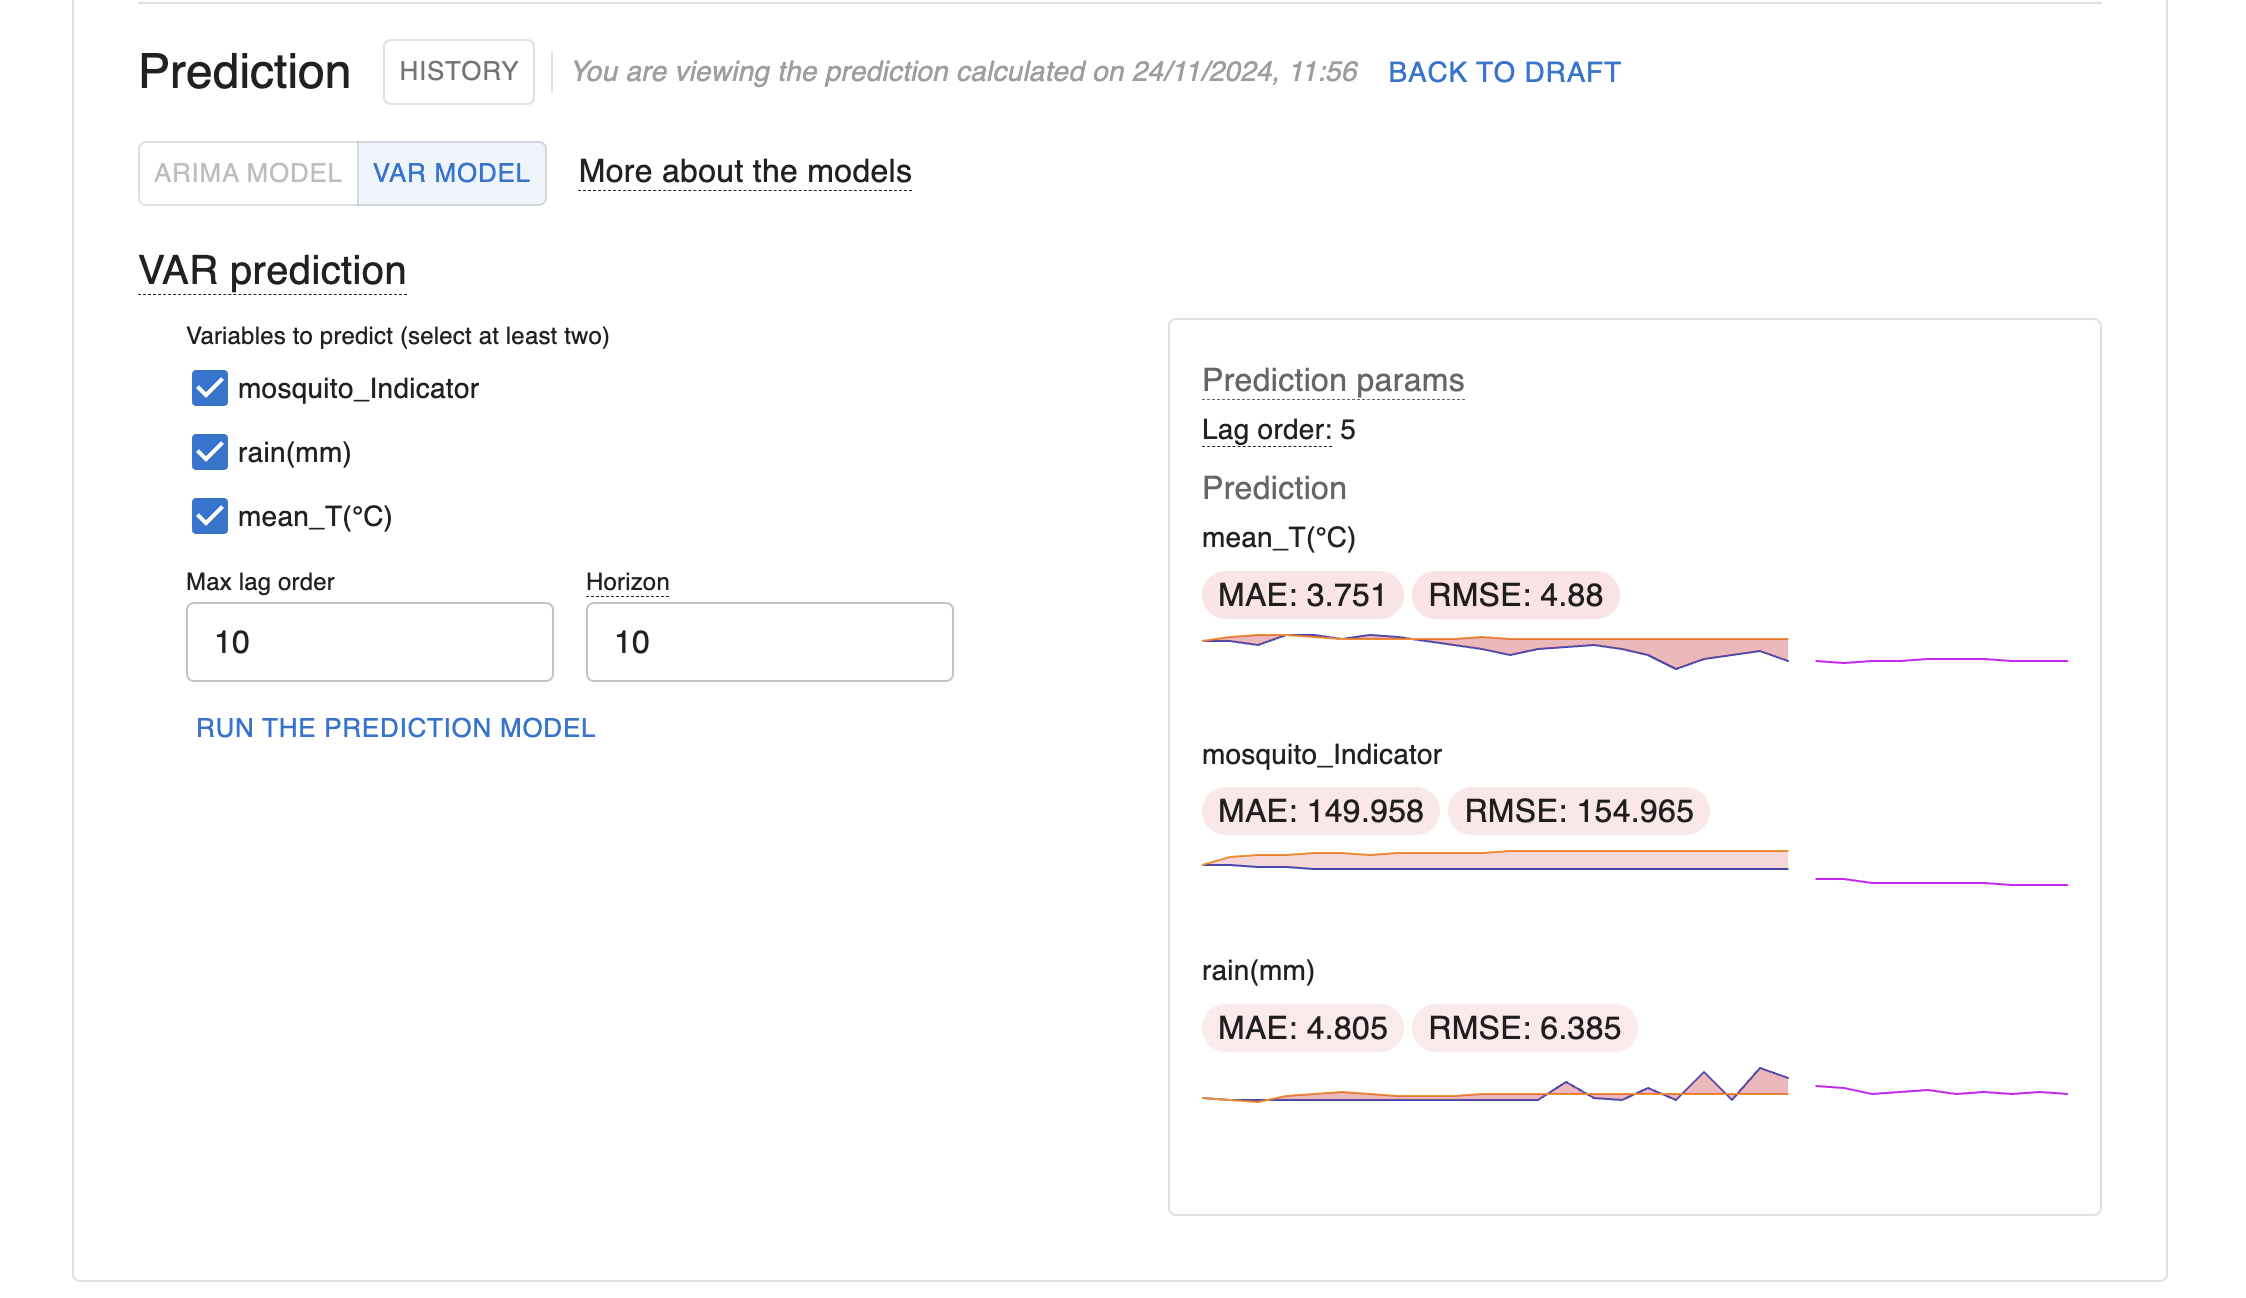 Prediction HISTORY You are viewing the prediction calculated on 24/11/2024, 11:56 BACK TO DRAFT
ARIMA MODEL VAR MODEL More about the models
VAR prediction
Variables to predict (select at least two)
mosquito_Indicator
rain(mm)
mean_T(°C)
Max lag order Horizon
10 10
RUN THE PREDICTION MODEL
Prediction params
Lag order: 5
Prediction
mean_T(°C)
MAE: 3.751 RMSE: 4.88
mosquito_Indicator
MAE: 149.958 RMSE: 154.965
rain(mm)
MAE: 4.805 RMSE: 6.385